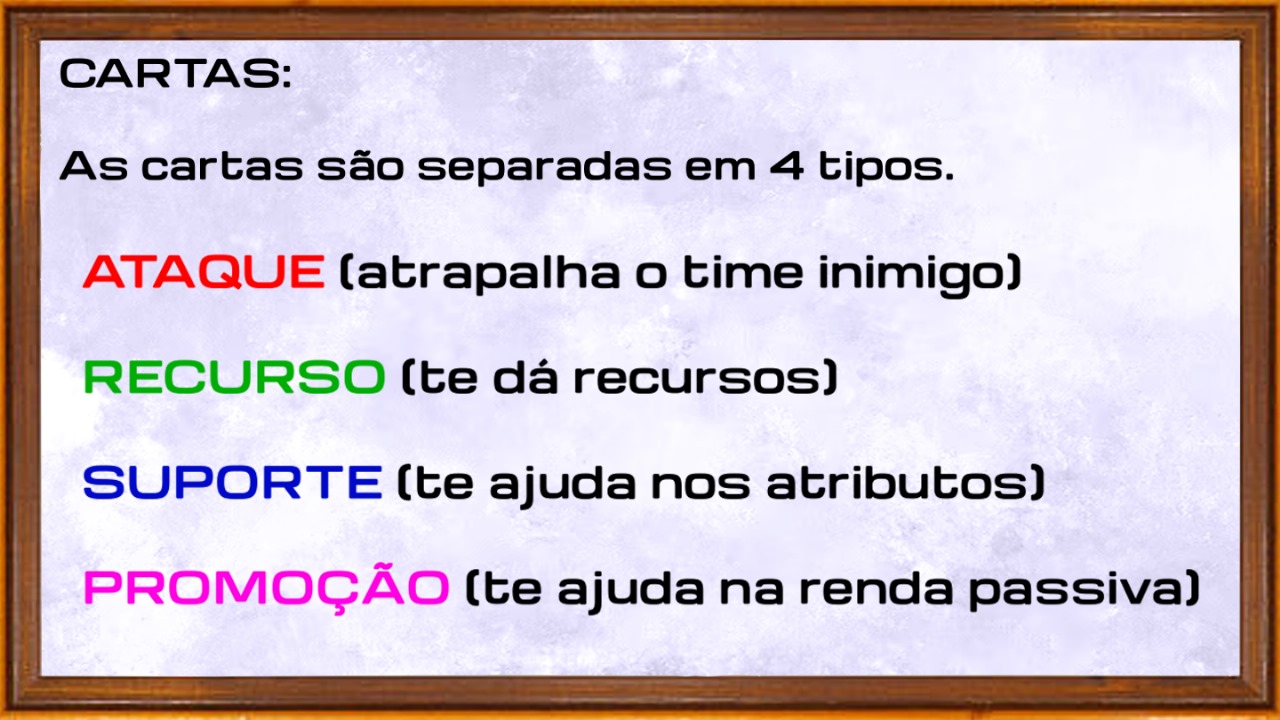 CARTAS:
As cartas são separadas em 4 tipos.
ATAQUE (atrapalha o time inimigo)
RECURSO (te dá recursos)
SUPORTE (te ajuda nos atributos)
PROMOÇÃO (te ajuda na renda passiva)